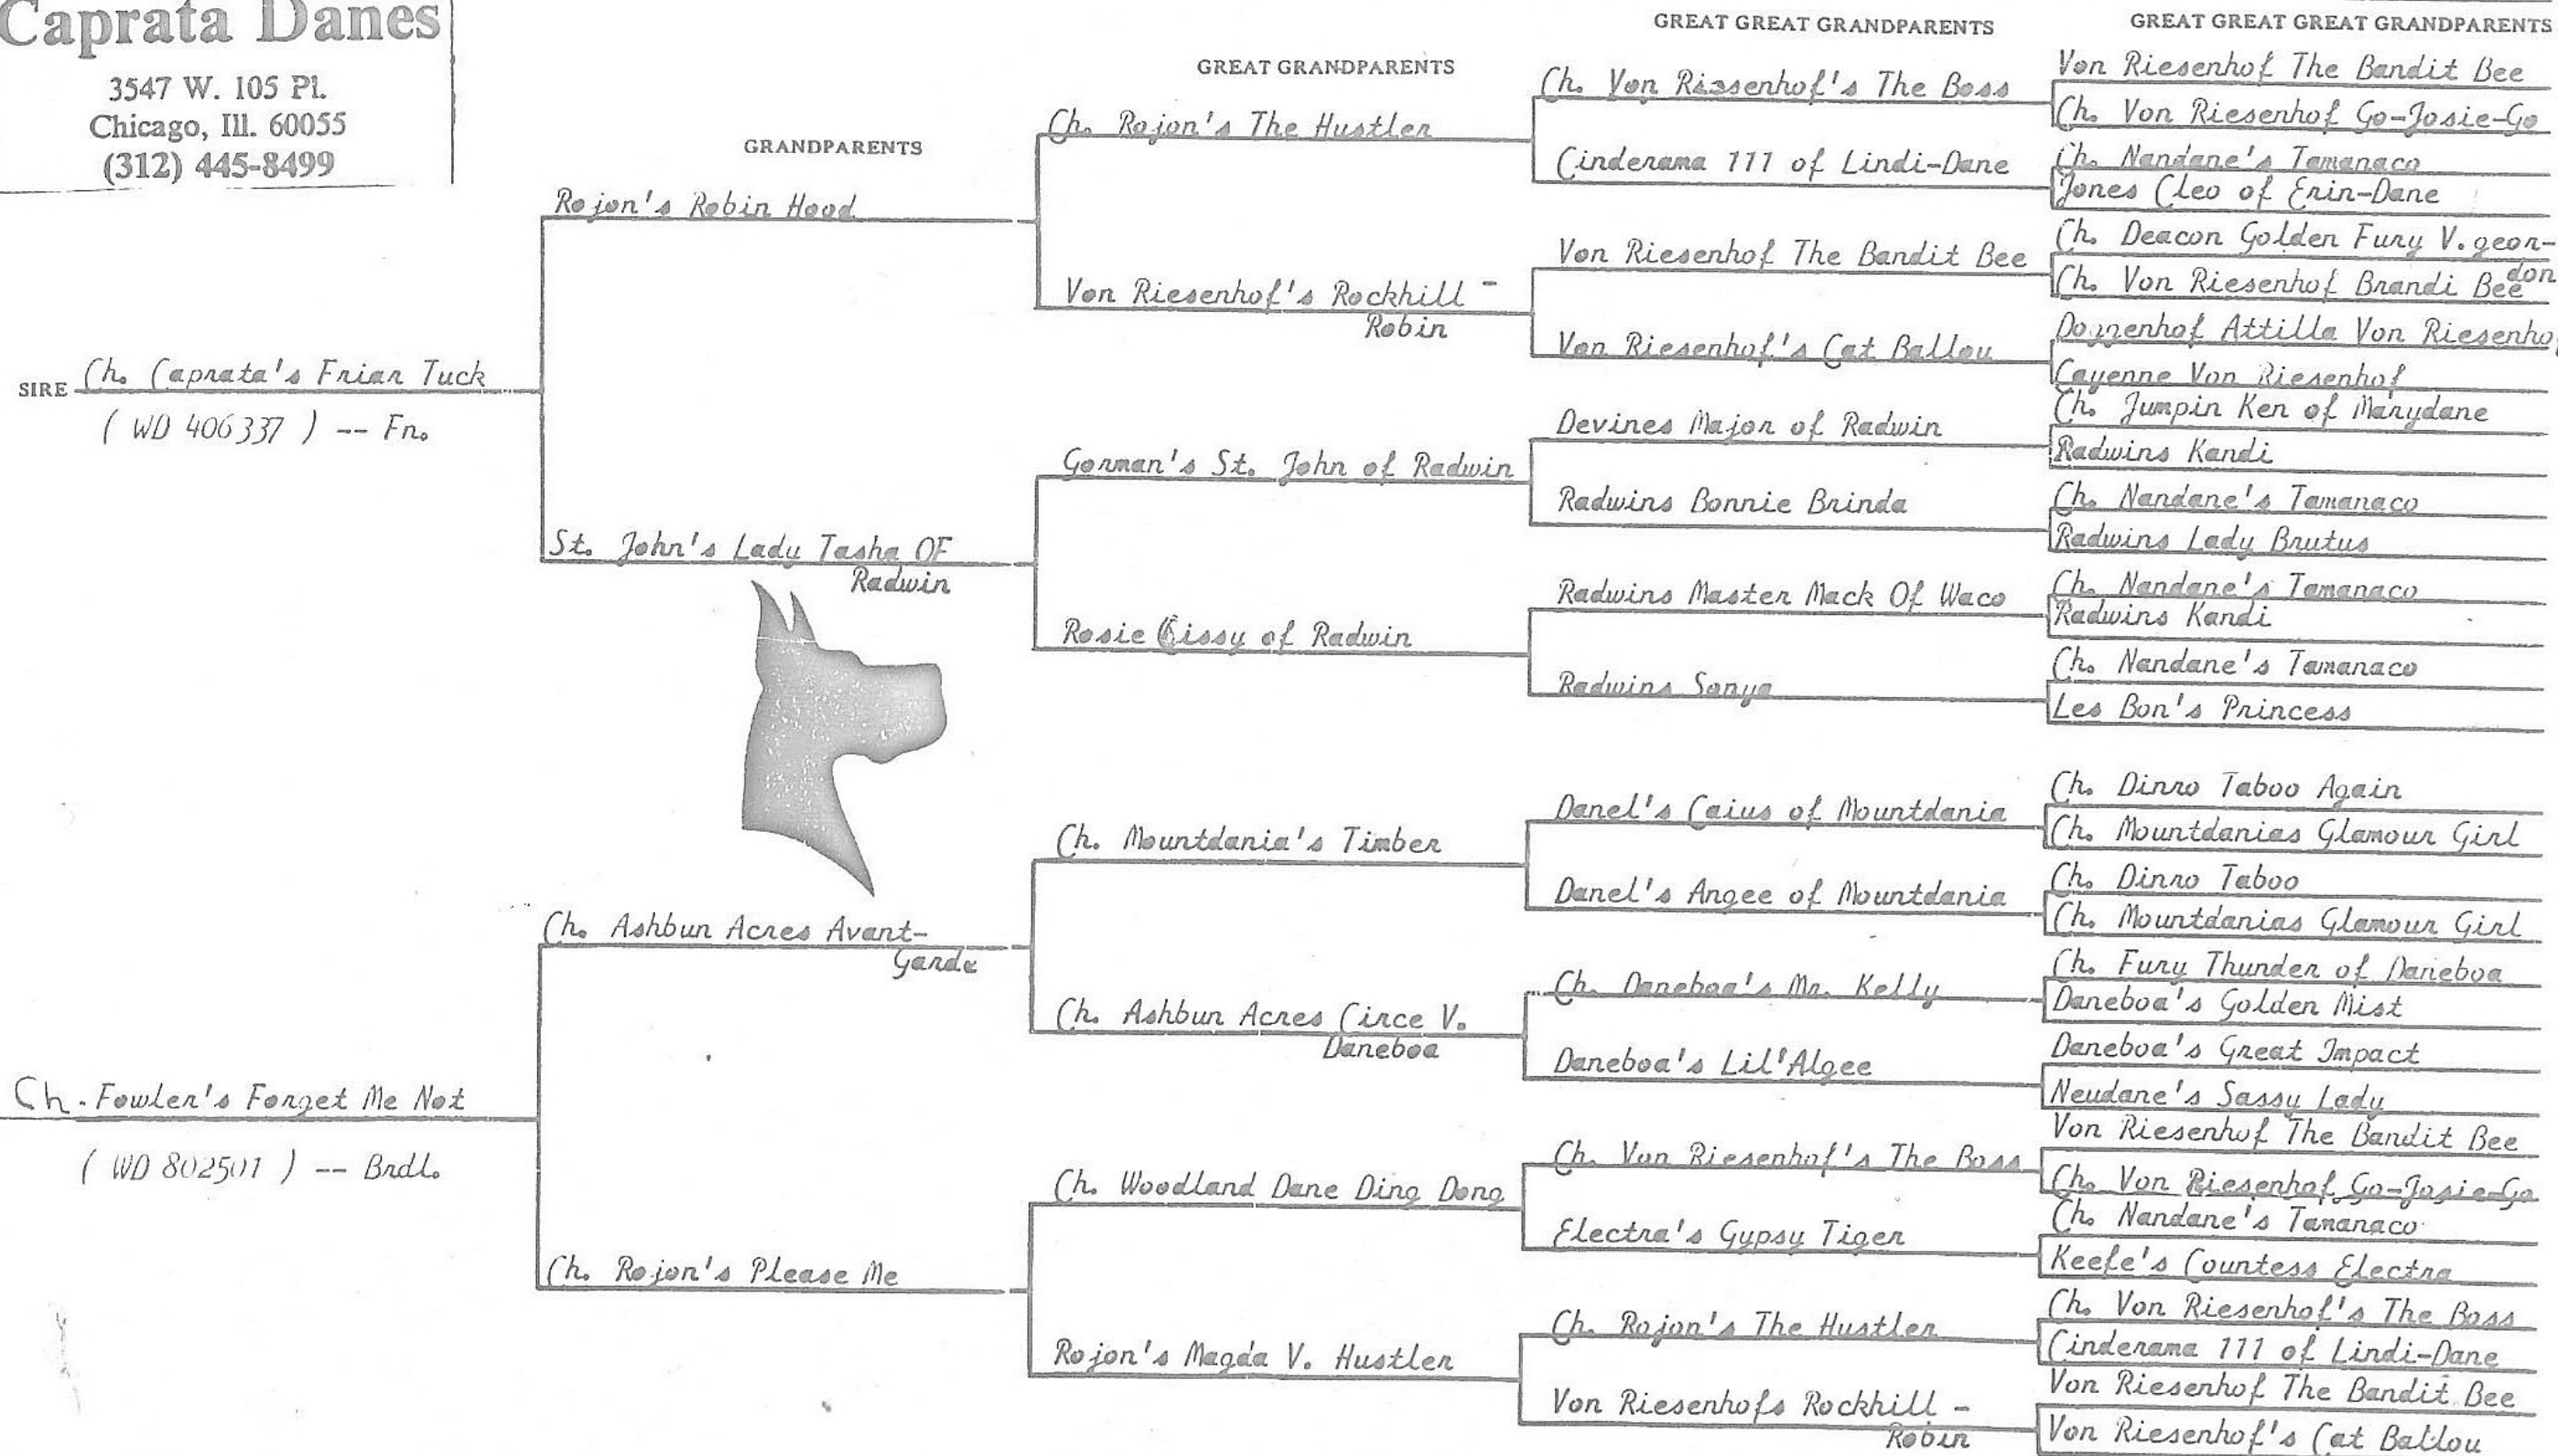 Caprata Danes
3547 W. 105 Pl.
Chicago, Ill. 60055
(312) 445-8499
SIRE
Ch. Caprata's Friar Tuck
( WD 406337 ) -- Fn.
Ch. Fowler's Forget Me Not
( WD 802501 ) -- Brdl.
GRANDPARENTS
Rojon's Robin Hood
St. John's Lady Tasha OF
Radwin
Ch. Ashbun Acres Avant-
Garde
Ch. Rojon's Please Me
GREAT GRANDPARENTS
Ch. Rojon's The Hustler
Von Riesenhof's Rockhill -
Robin
Gorman's St. John of Radwin
Rosie Cissy of Radwin
Ch. Mountdania's Timber
Ch. Ashbun Acres Circe V.
Daneboa
Ch. Woodland Dane Ding Dong
Rojon's Magda V. Hustler
GREAT GREAT GRANDPARENTS
Ch. Von Riesenhof's The Boss
Cinderama 111 of Lindi-Dane
Von Riesenhof The Bandit Bee
Von Riesenhof's Cat Ballou
Devines Major of Radwin
Radwins Bonnie Brinda
Radwins Master Mack Of Waco
Radwins Sonya
Danel's Caius of Mountdania
Danel's Angee of Mountdania
Ch. Daneboa's Mr. Kelly
Daneboa's Lil'Algee
Ch. Von Riesenhof's The Boss
Electra's Gypsy Tiger
Ch. Rojon's The Hustler
Von Riesenhofs Rockhill -
Robin
GREAT GREAT GREAT GRANDPARENTS
Von Riesenhof The Bandit Bee
Ch. Von Riesenhof Go-Josie-Go
Ch. Nandane's Tamanaco
Jones Cleo of Erin-Dane
Ch. Deacon Golden Fury V. geor-
don
Ch. Von Riesenhof Brandi Bee
Doggenhof Attilla Von Riesenhof
Cayenne Von Riesenhof
Ch. Jumpin Ken of Marydane
Radwins Kandi
Ch. Nandane's Tamanaco
Radwins Lady Brutus
Ch. Nandane's Tamanaco
Radwins Kandi
Ch. Nandane's Tamanaco
Les Bon's Princess
Ch. Dinro Taboo Again
Ch. Mountdanias Glamour Girl
Ch. Dinro Taboo
Ch. Mountdanias Glamour Girl
Ch. Fury Thunder of Daneboa
Daneboa's Golden Mist
Daneboa's Great Impact
Neudane's Sassy Lady
Von Riesenhof The Bandit Bee
Ch. Von Riesenhof Go-Josie-Go
Ch. Nandane's Tamanaco
Keefe's Countess Electra
Ch. Von Riesenhof's The Boss
Cinderama 111 of Lindi-Dane
Von Riesenhof The Bandit Bee
Von Riesenhof's Cat Ballou